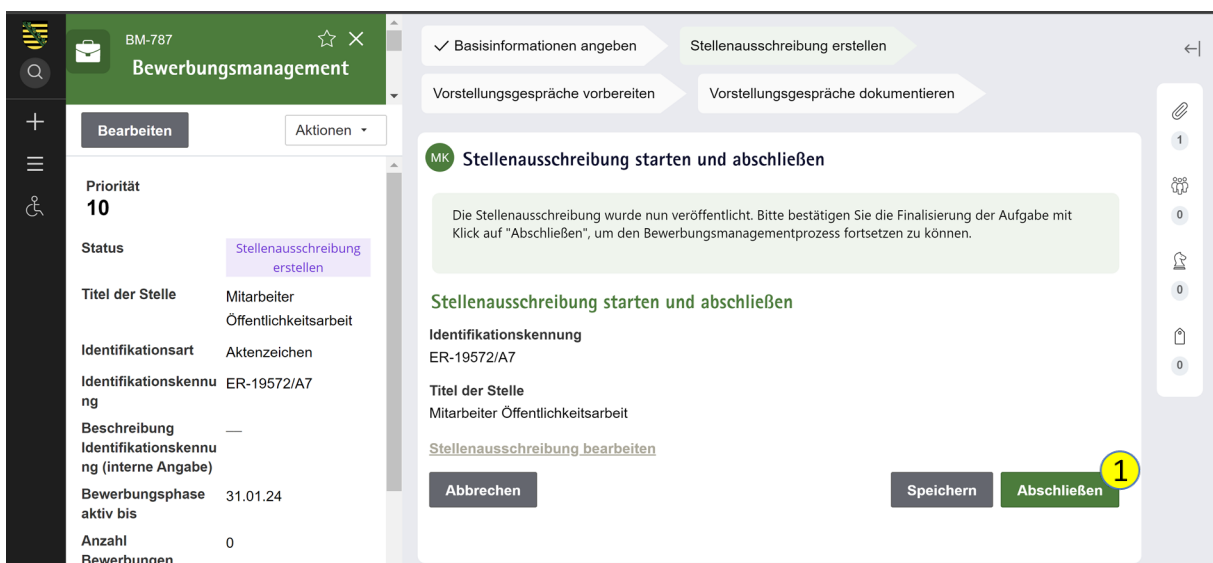 BM-787
Bewerbungsmanagement
Bearbeiten
Aktionen
Priorität
10
Status
Stellenausschreibung
erstellen
Titel der Stelle
Mitarbeiter
Öffentlichkeitsarbeit
Identifikationsart
Aktenzeichen
Identifikationskennu
ng
ER-19572/A7
Beschreibung
Identifikationskennu
ng (interne Angabe)
—
Bewerbungsphase
aktiv bis
31.01.24
Anzahl
Bewerbungen
0
Basisinformationen angeben
Stellenausschreibung erstellen
Vorstellungsgespräche vorbereiten
Vorstellungsgespräche dokumentieren
MK
Stellenausschreibung starten und abschließen
Die Stellenausschreibung wurde nun veröffentlicht. Bitte bestätigen Sie die Finalisierung der Aufgabe mit
Klick auf "Abschließen", um den Bewerbungsmanagementprozess fortsetzen zu können.
Stellenausschreibung starten und abschließen
Identifikationskennung
ER-19572/A7
Titel der Stelle
Mitarbeiter Öffentlichkeitsarbeit
Stellenausschreibung bearbeiten
Abbrechen
Speichern
Abschließen
1
1
0
0
0